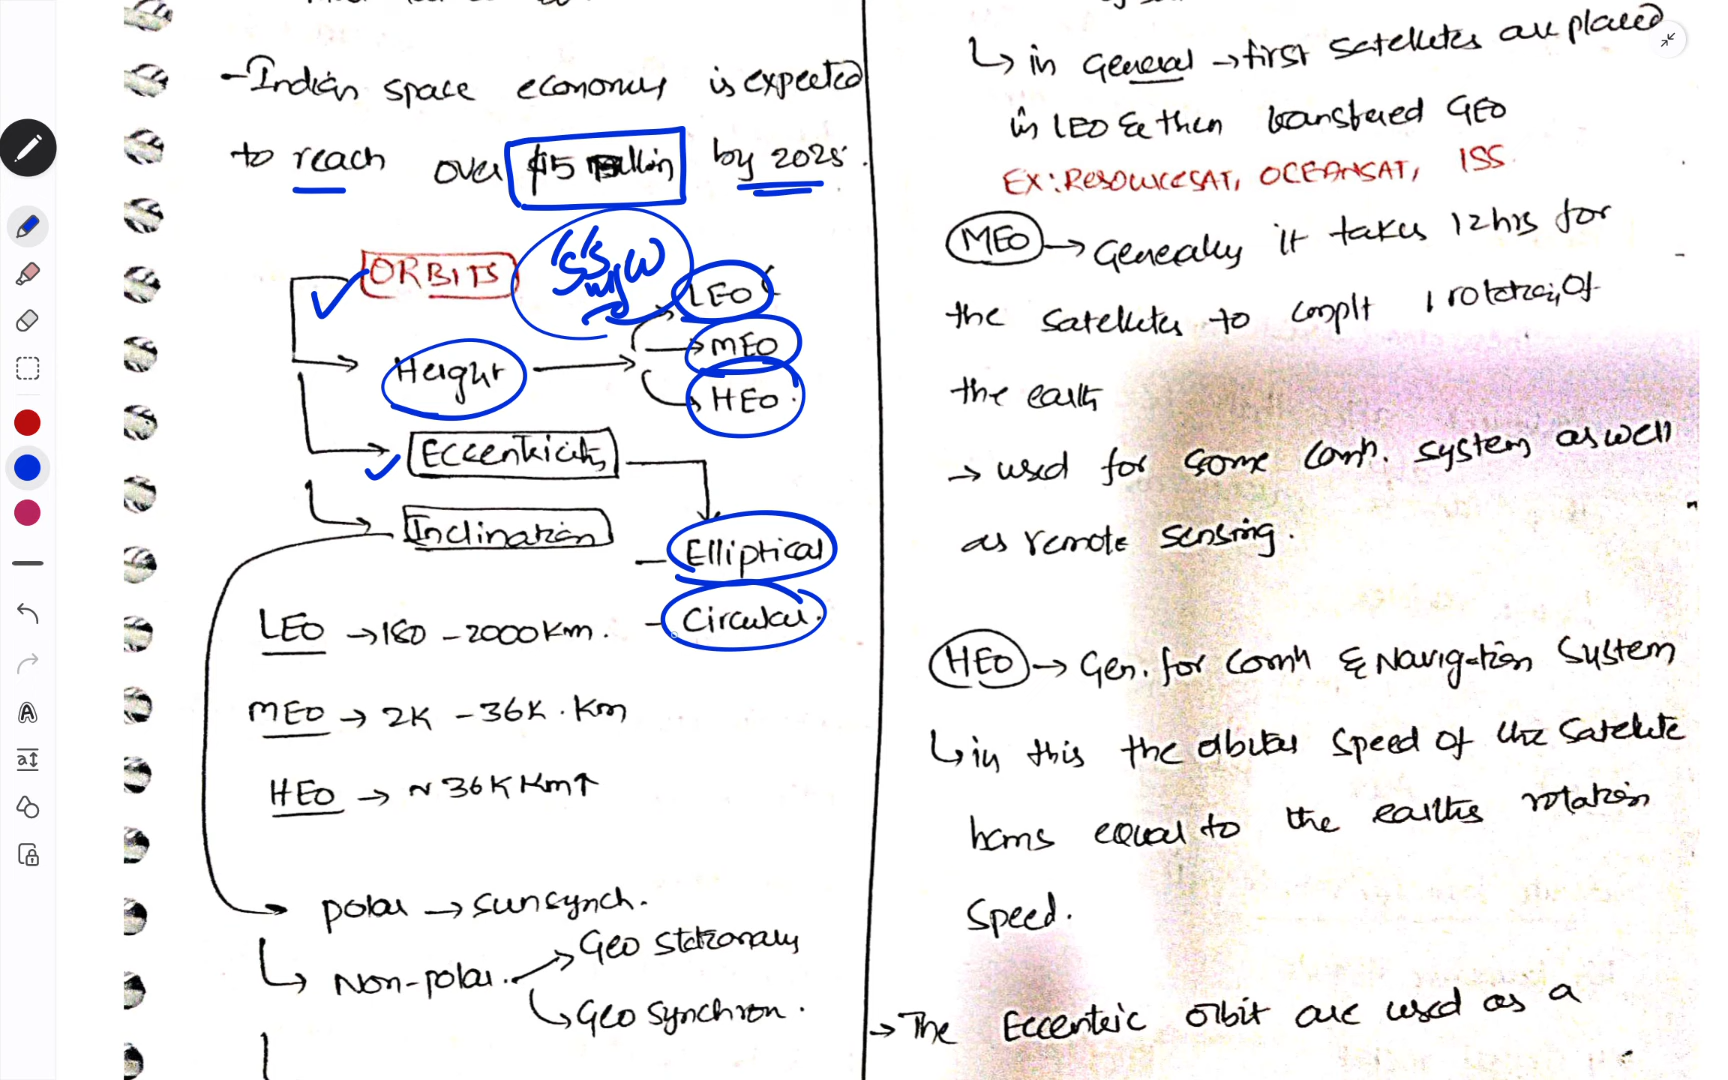 -Indian space economy is expected
to reach over $15 Billion by 2025.
ORBITS
LEO
Height → MEO
HEO.
Eccentricity
Inclination
- Elliptical
- Circular.
LEO → 180 - 2000 Km.
MEO → 2K - 36K. Km
HEO → ~ 36K Km↑
Polar → Sunsynch.
Non-polar.
Geo stationary
Geo synchron.
↳ in General → first satellites are placed
in LEO & then transfered GEO
EX: RESOURCESAT, OCEANSAT, ISS
MEO → Generally it takes 12hrs for
the satellites to complt 1 rotation of
the earth
→ used for some comn. system as well
as remote sensing.
HEO → Gen. for comn & Navigation System
↳ in this the orbital speed of the satellite
equal to the earths rotation
speed.
→ The Eccentric orbit are used as a